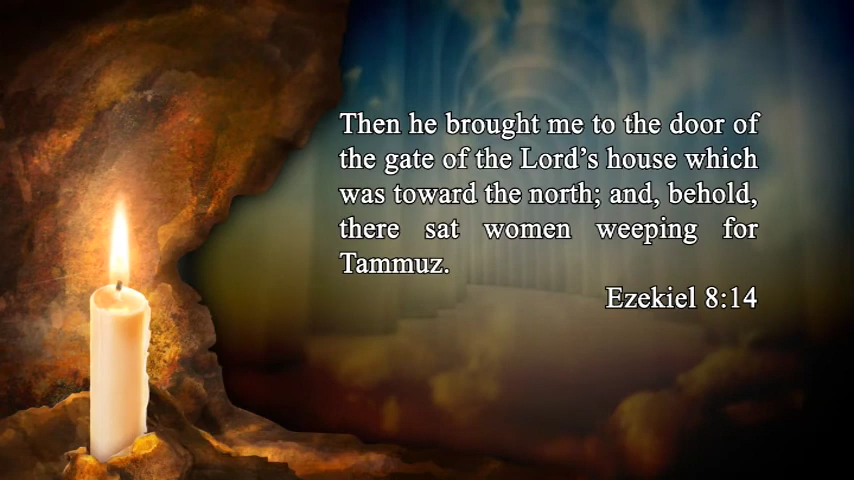 Then he brought me to the door of
the gate of the Lord’s house which
was toward the north; and, behold,
there sat women weeping for
Tammuz.
Ezekiel 8:14